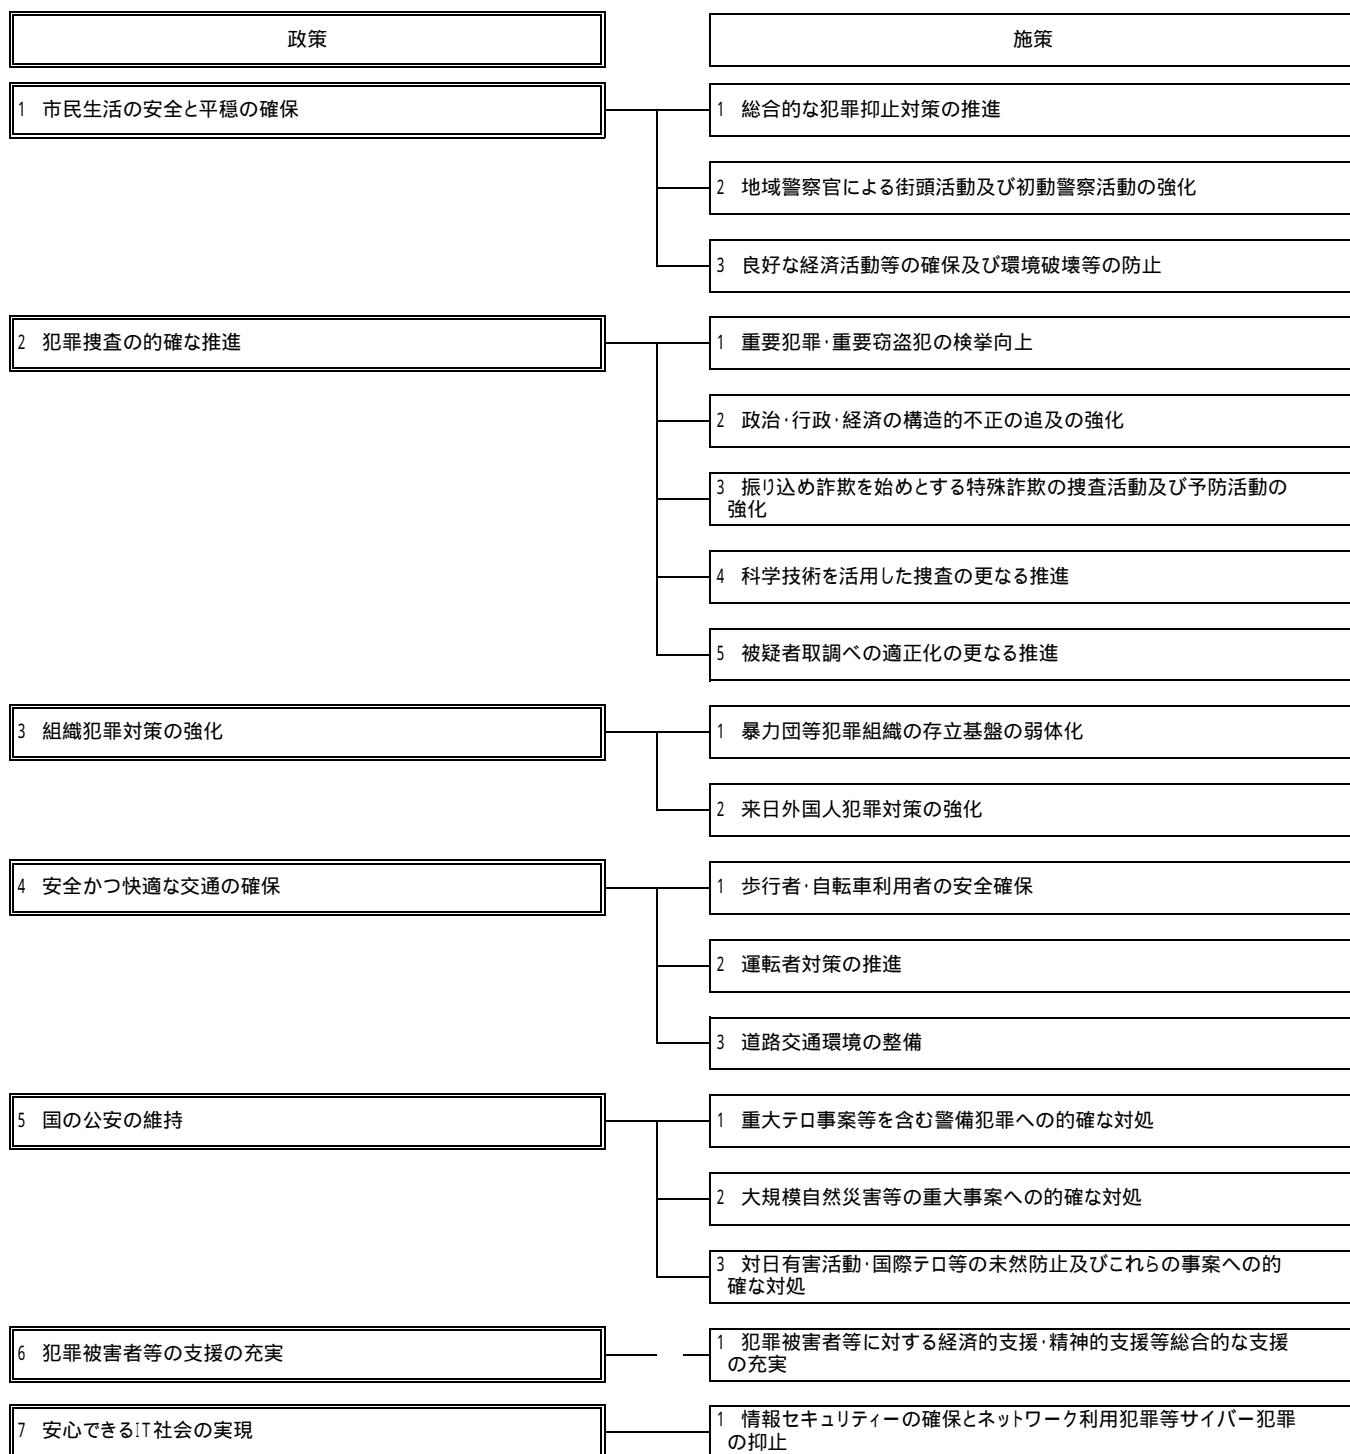 政策
施策
1 市民生活の安全と平穏の確保
1 総合的な犯罪抑止対策の推進
2 地域警察官による街頭活動及び初動警察活動の強化
3 良好な経済活動等の確保及び環境破壊等の防止
2 犯罪捜査の的確な推進
1 重要犯罪･重要窃盗犯の検挙向上
2 政治･行政･経済の構造的不正の追及の強化
3 振り込め詐欺を始めとする特殊詐欺の捜査活動及び予防活動の
強化
4 科学技術を活用した捜査の更なる推進
5 被疑者取調べの適正化の更なる推進
3 組織犯罪対策の強化
1 暴力団等犯罪組織の存立基盤の弱体化
2 来日外国人犯罪対策の強化
4 安全かつ快適な交通の確保
1 歩行者･自転車利用者の安全確保
2 運転者対策の推進
3 道路交通環境の整備
5 国の公安の維持
1 重大テロ事案等を含む警備犯罪への的確な対処
2 大規模自然災害等の重大事案への的確な対処
3 対日有害活動･国際テロ等の未然防止及びこれらの事案への的
確な対処
6 犯罪被害者等の支援の充実
1 犯罪被害者等に対する経済的支援･精神的支援等総合的な支援
の充実
7 安心できるIT社会の実現
1 情報セキュリティーの確保とネットワーク利用犯罪等サイバー犯罪
の抑止